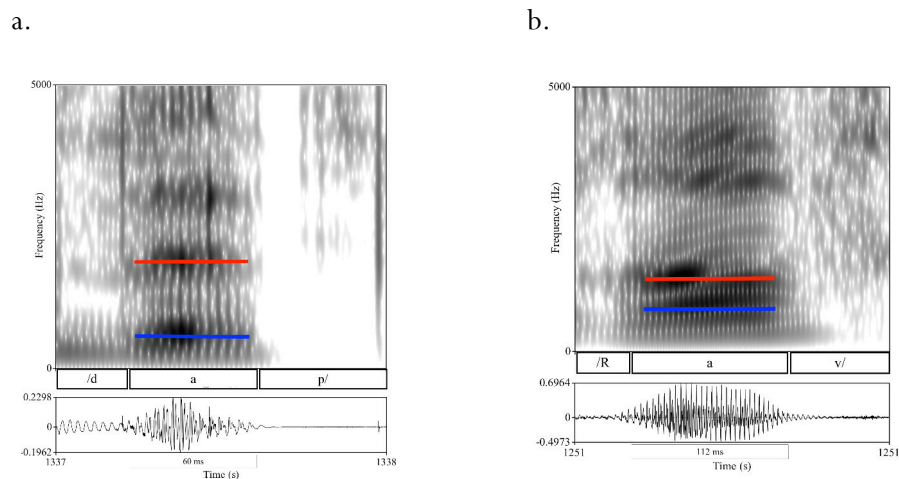 a.
5000
Frequency (Hz)
0
/d a p/
0.2298
0
-0.1962
1337 60 ms 1338
Time (s)
b.
5000
Frequency (Hz)
0
/R a v/
0.6964
0
-0.4973
1251 112 ms 1251
Time (s)